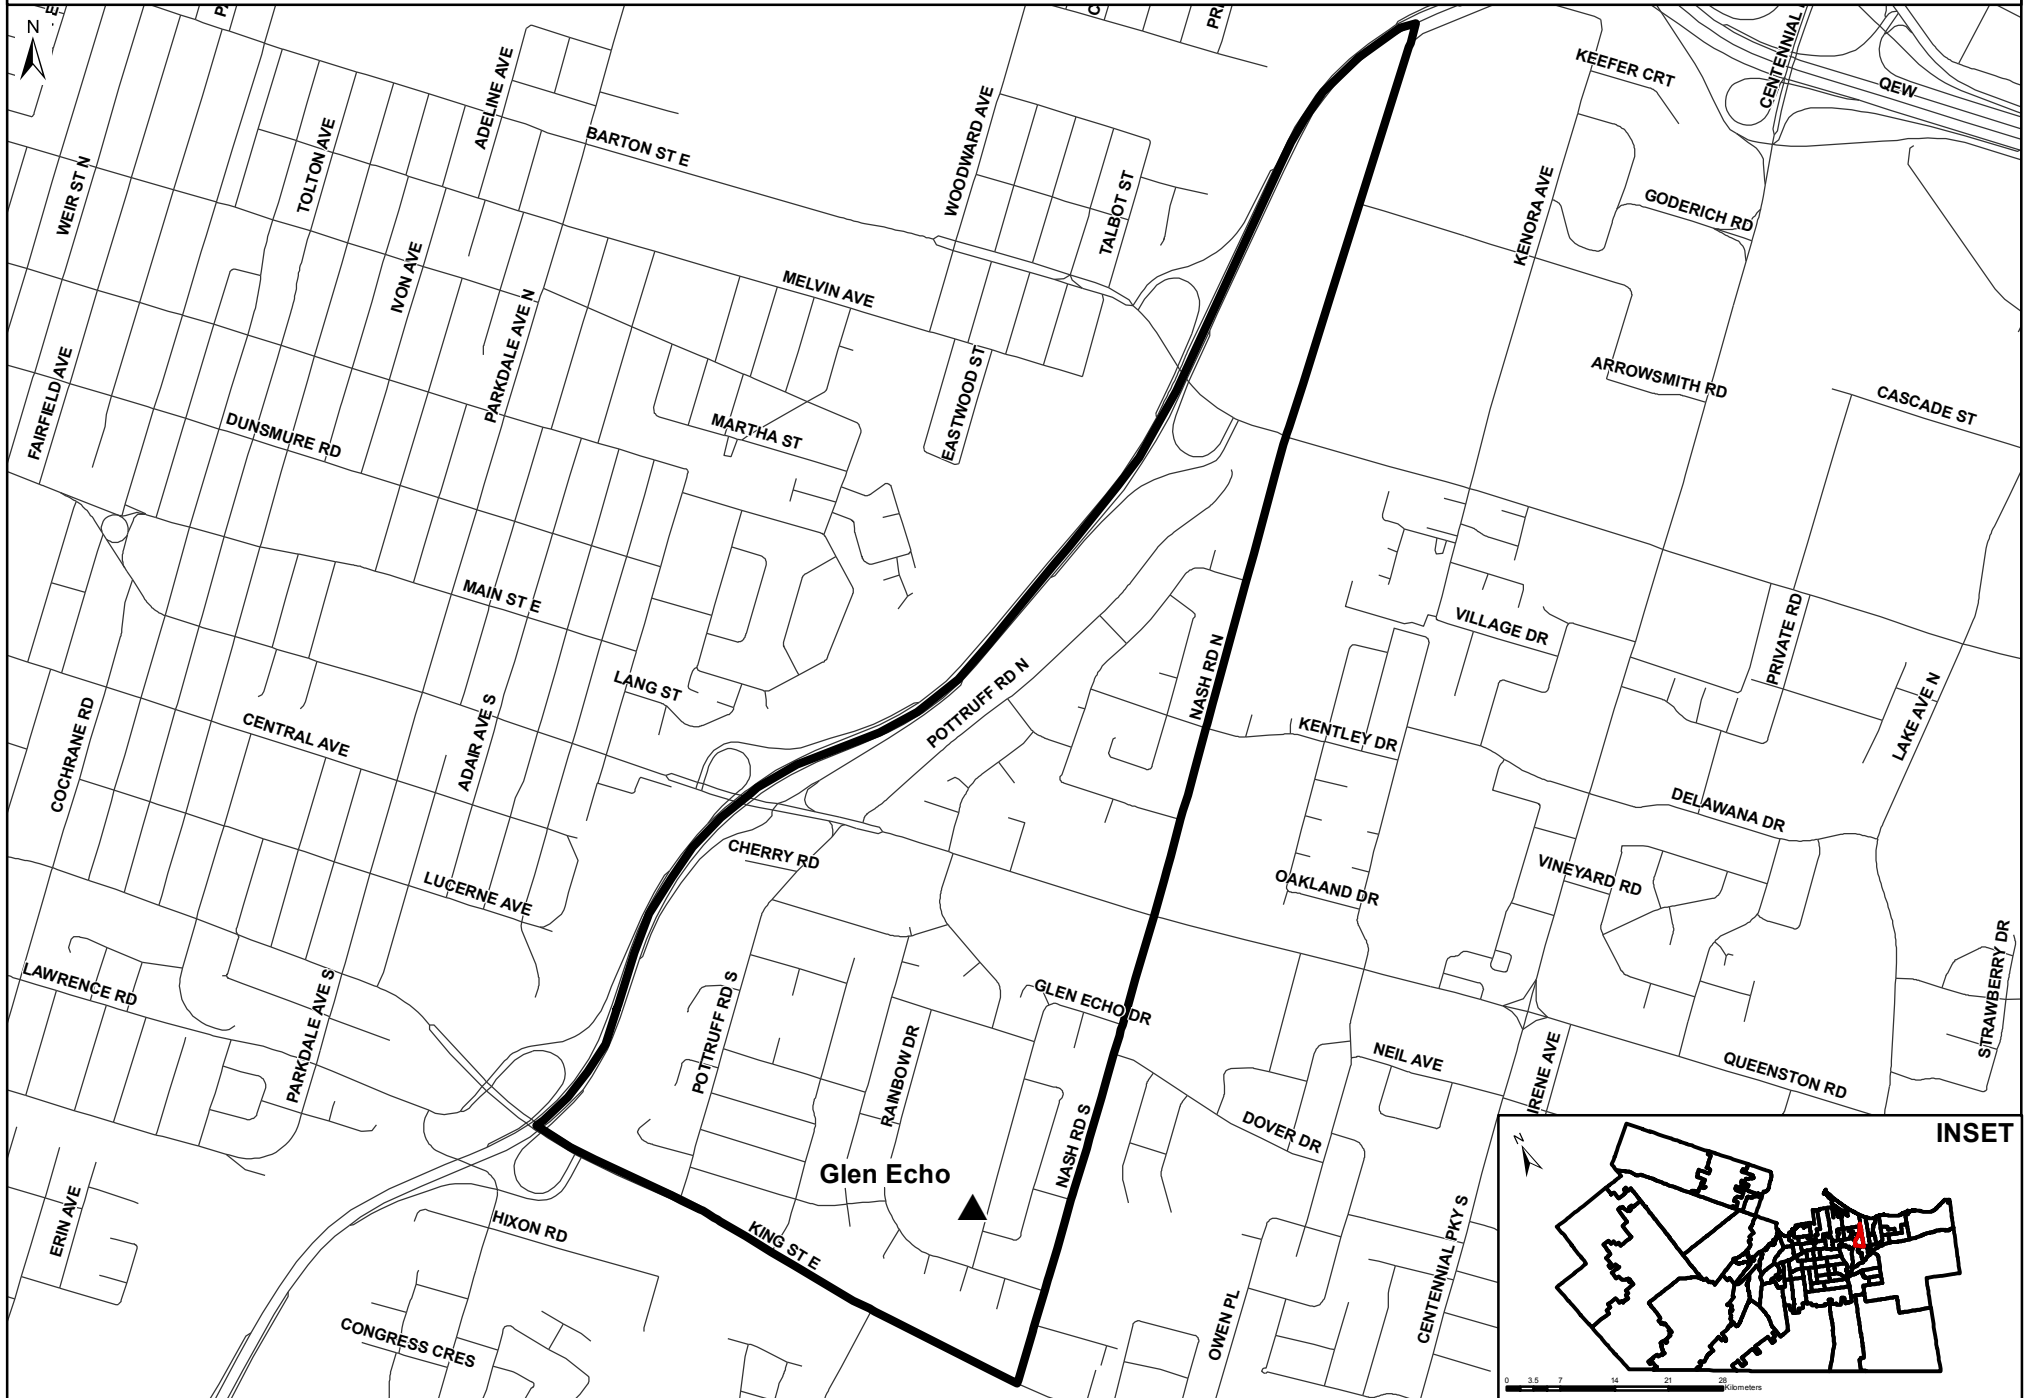 N
KEEFER CRT
CENTENNIAL
QEW
ADELINE AVE
BARTON ST E
WOODWARD AVE
TALBOT ST
TOLTON AVE
WEIR ST N
KENORA AVE
GODERICH RD
IVON AVE
MELVIN AVE
PARKDALE AVE N
FAIRFIELD AVE
EASTWOOD ST
ARROWSMITH RD
CASCADE ST
DUNSMURE RD
MARTHA ST
MAIN ST E
VILLAGE DR
PRIVATE RD
LANG ST
POTTRUFF RD N
NASH RD N
LAKE AVE N
COCHRANE RD
CENTRAL AVE
ADAIR AVE S
KENTLEY DR
DELAWANA DR
CHERRY RD
LUCERNE AVE
OAKLAND DR
VINEYARD RD
LAWRENCE RD
PARKDALE AVE S
POTTRUFF RD S
GLEN ECHO DR
STRAWBERRY DR
RAINBOW DR
NEIL AVE
IRENE AVE
QUEENSTON RD
NASH RD S
DOVER DR
Glen Echo
ERIN AVE
HIXON RD
KING ST E
CONGRESS CRES
OWEN PL
CENTENNIAL PKY S
INSET
N
0 3.5 7 14 21 28
Kilometers